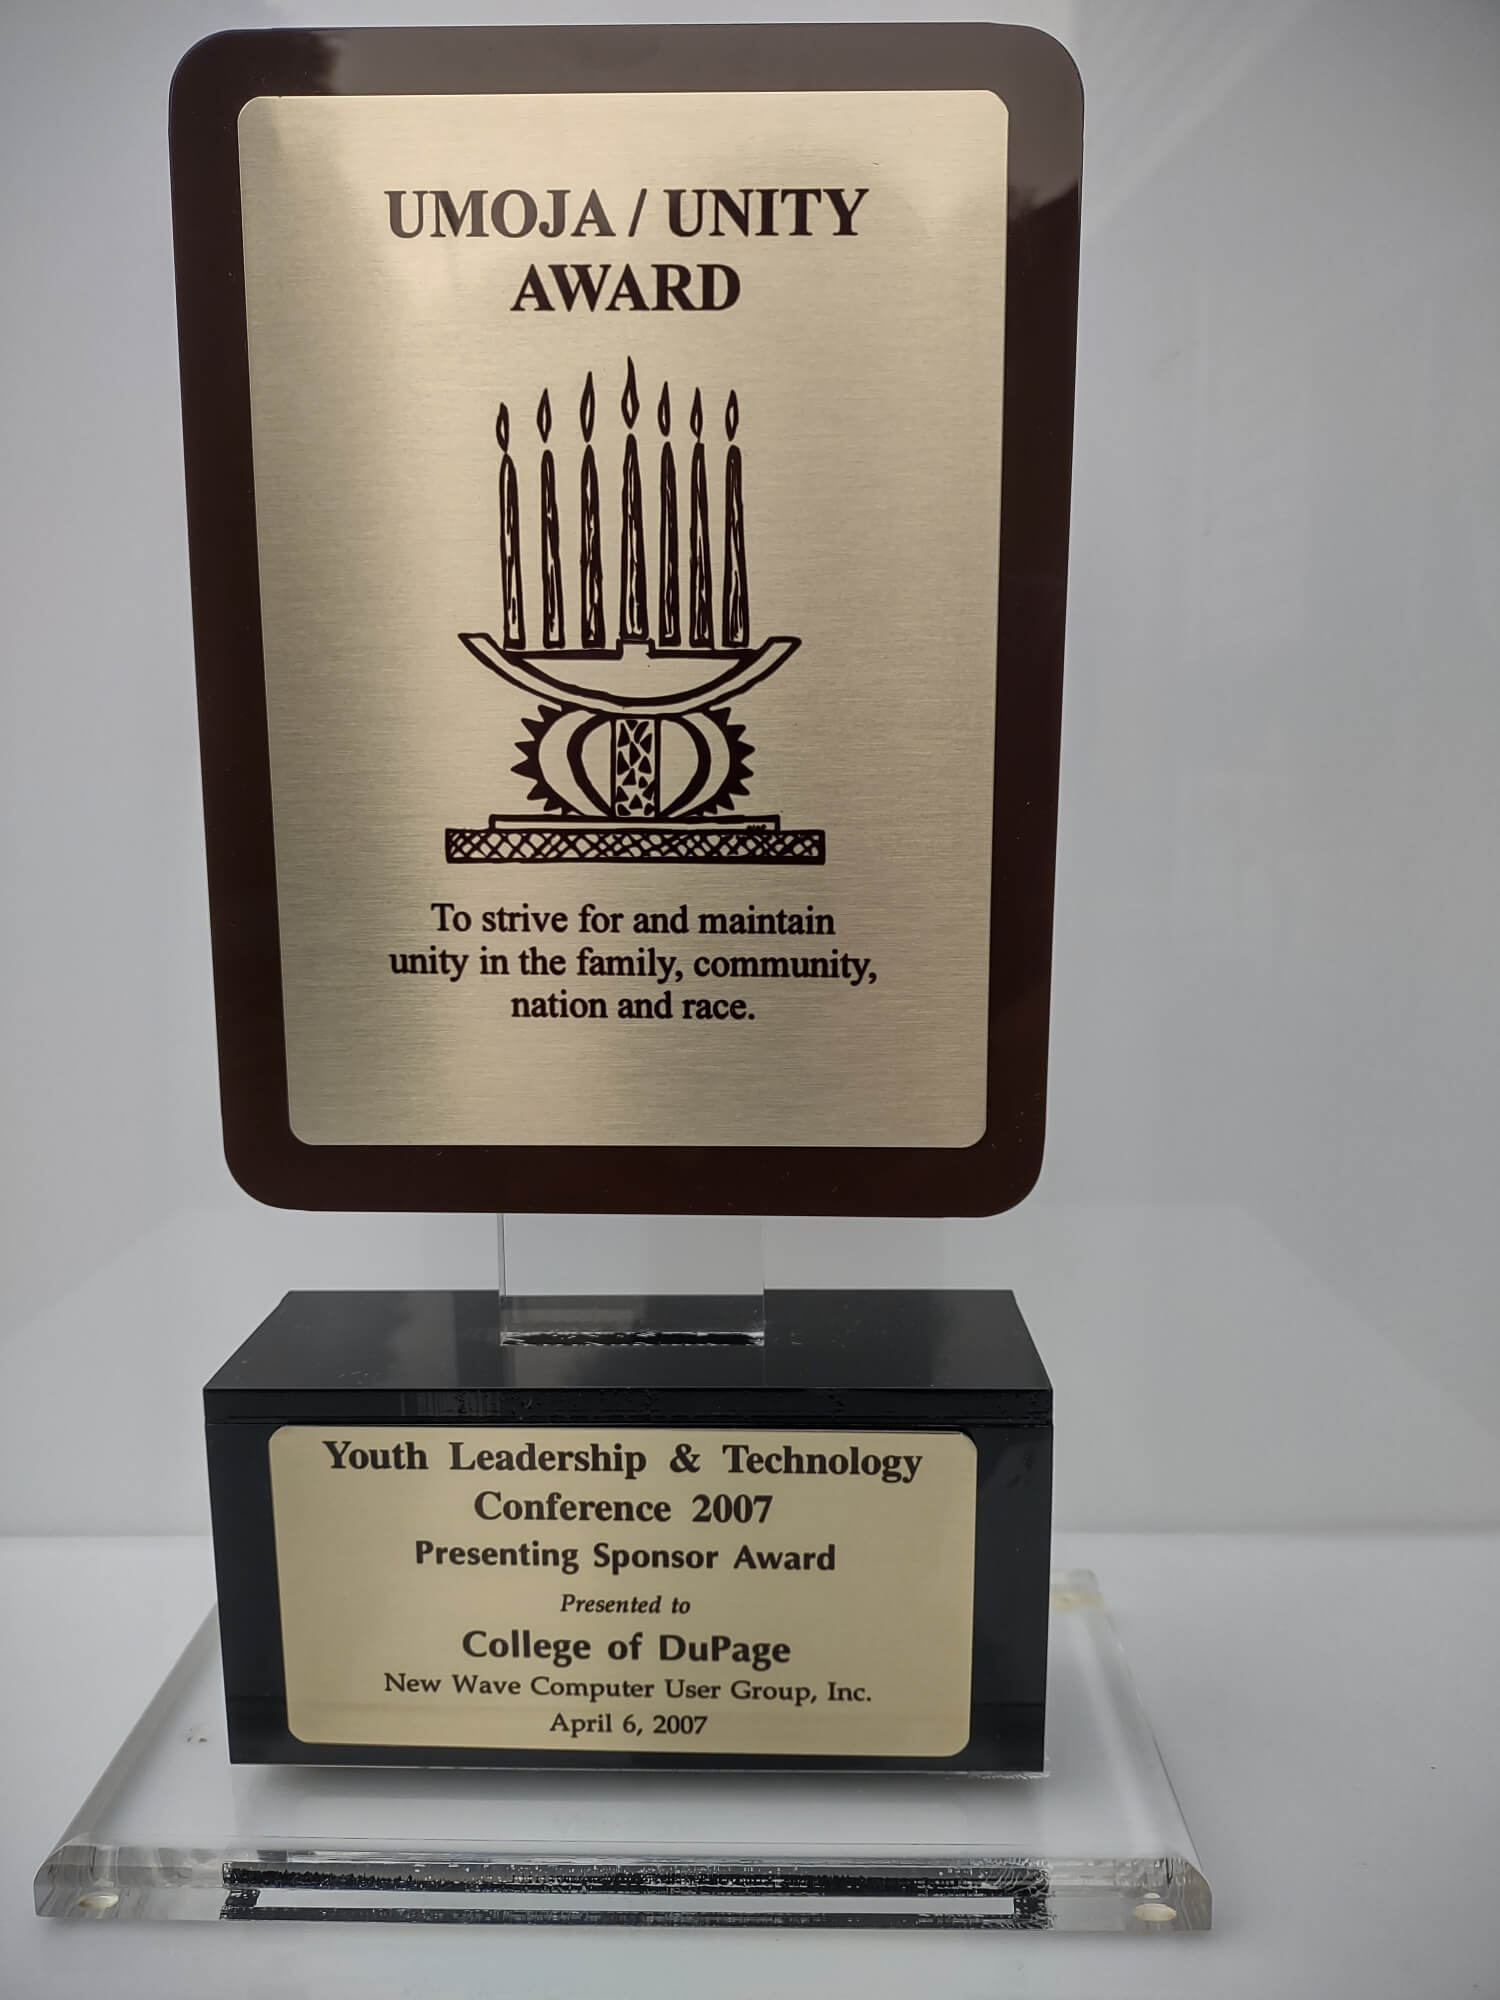 UMOJA / UNITY
AWARD
To strive for and maintain
unity in the family, community,
nation and race.
Youth Leadership & Technology
Conference 2007
Presenting Sponsor Award
Presented to
College of DuPage
New Wave Computer User Group, Inc.
April 6, 2007